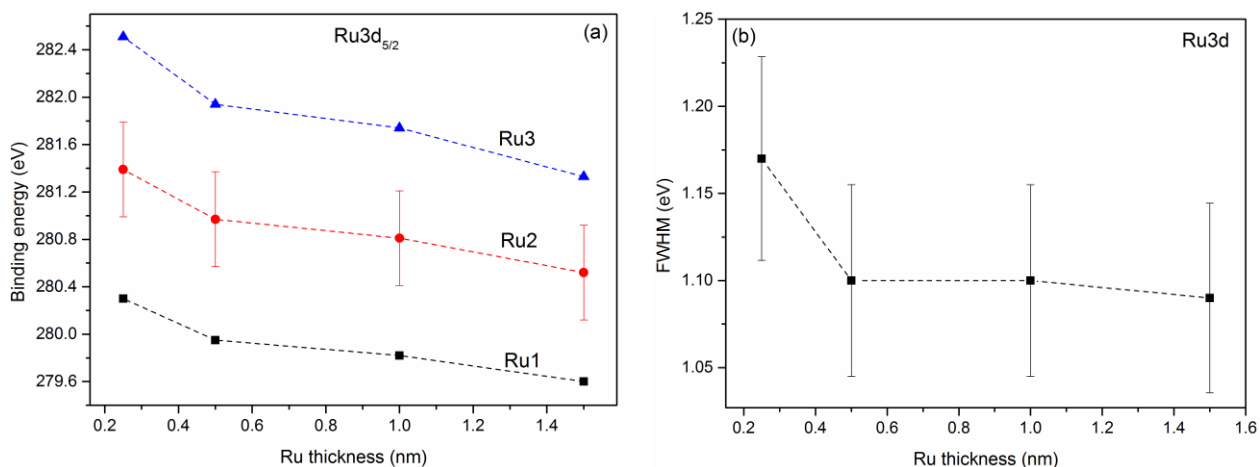 (a)
Ru3d5/2
282.4
282.0
281.6
281.2
280.8
280.4
280.0
279.6
Binding energy (eV)
Ru3
Ru2
Ru1
0.2 0.4 0.6 0.8 1.0 1.2 1.4
Ru thickness (nm)
(b)
Ru3d
1.25
1.20
1.15
1.10
1.05
FWHM (eV)
0.2 0.4 0.6 0.8 1.0 1.2 1.4 1.6
Ru thickness (nm)